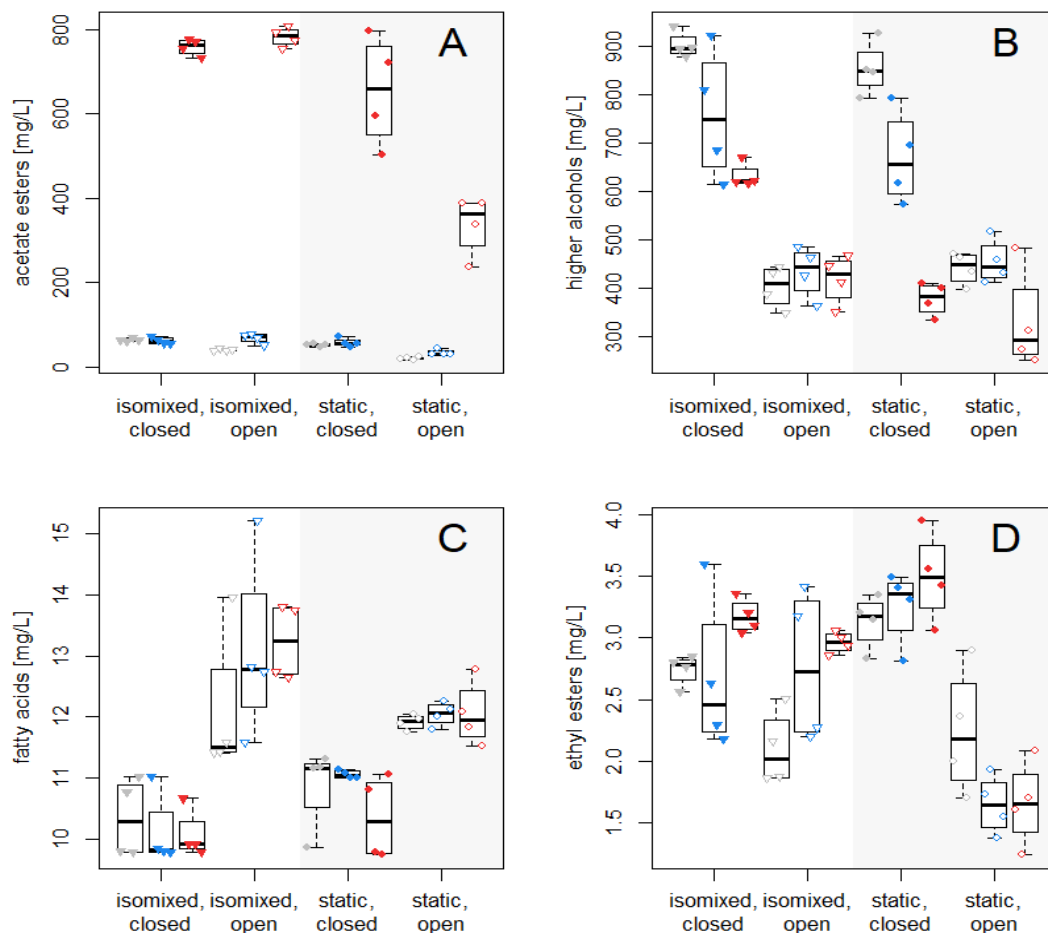 A
acetate esters [mg/L]
800
600
400
200
0
isomixed, closed
isomixed, open
static, closed
static, open
B
higher alcohols [mg/L]
900
800
700
600
500
400
300
isomixed, closed
isomixed, open
static, closed
static, open
C
fatty acids [mg/L]
15
14
13
12
11
10
isomixed, closed
isomixed, open
static, closed
static, open
D
ethyl esters [mg/L]
4.0
3.5
3.0
2.5
2.0
1.5
isomixed, closed
isomixed, open
static, closed
static, open